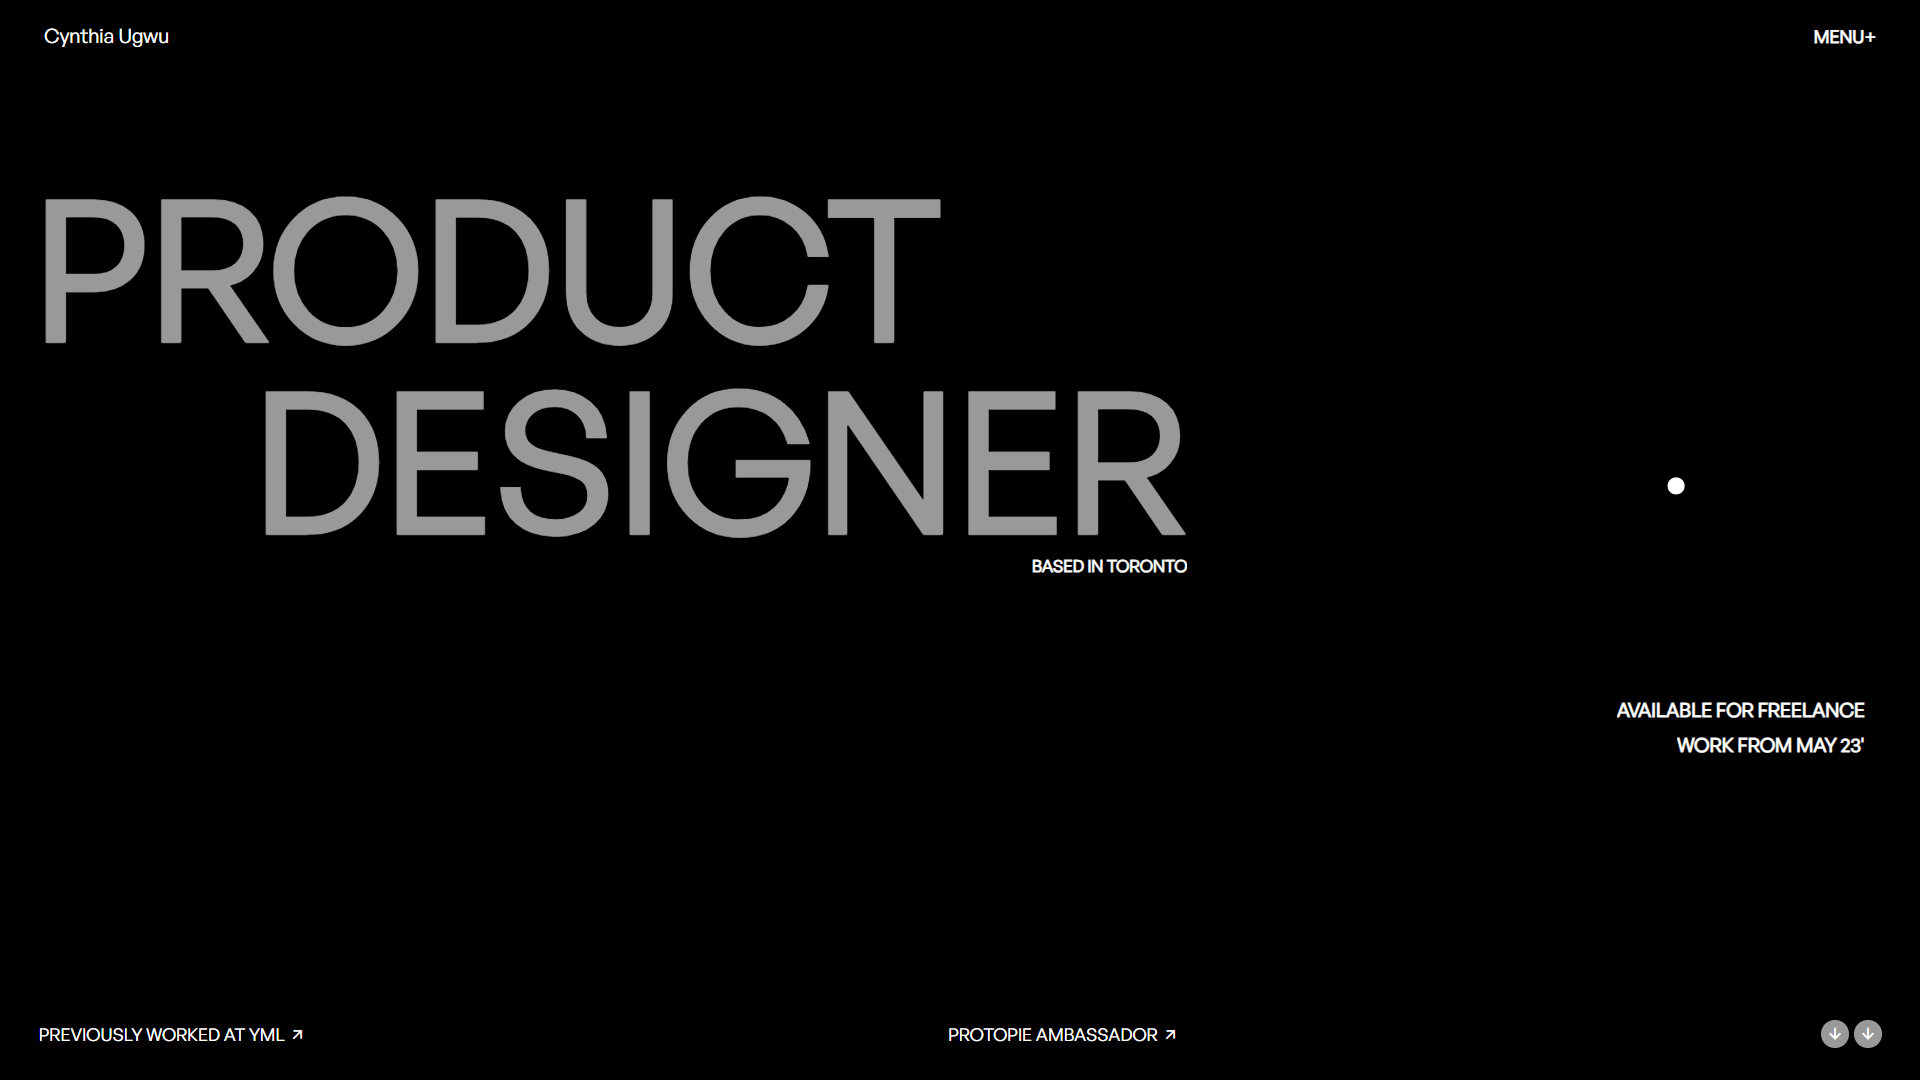 Cynthia Ugwu
MENU+
PRODUCT
DESIGNER
BASED IN TORONTO
AVAILABLE FOR FREELANCE
WORK FROM MAY 23'
PREVIOUSLY WORKED AT YML
PROTOPIE AMBASSADOR